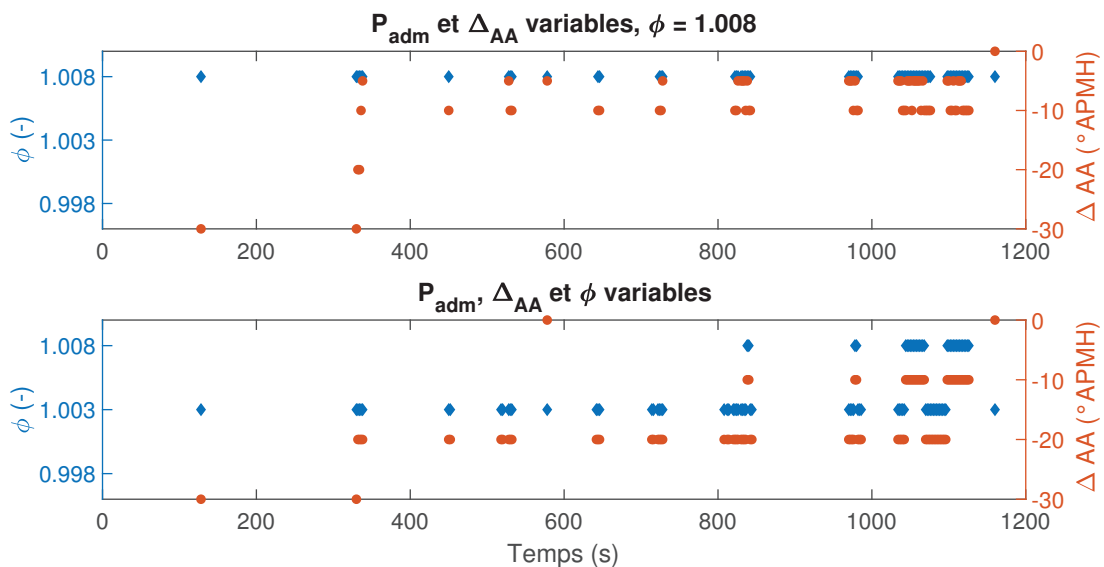 P_adm et Δ_AA variables, ϕ = 1.008
1.008
1.003
0.998
ϕ (-)
0
-10
-20
-30
Δ AA (° APMH)
0 200 400 600 800 1000 1200
P_adm, Δ_AA et ϕ variables
1.008
1.003
0.998
ϕ (-)
0
-10
-20
-30
Δ AA (° APMH)
0 200 400 600 800 1000 1200
Temps (s)